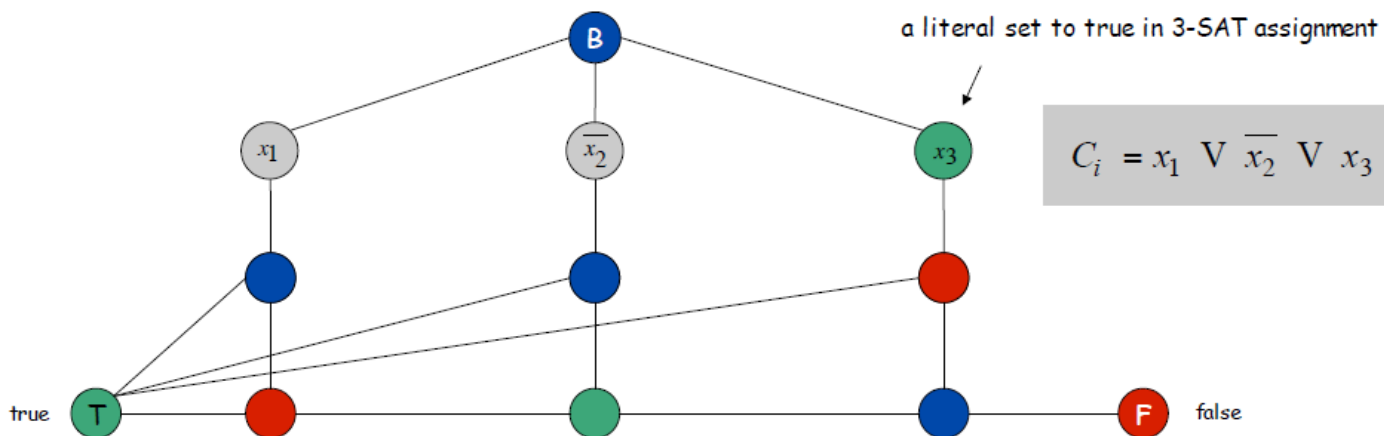 B
a literal set to true in 3-SAT assignment
x₁
x̅₂
x₃
Cᵢ = x₁ V x̅₂ V x₃
true
T
F
false